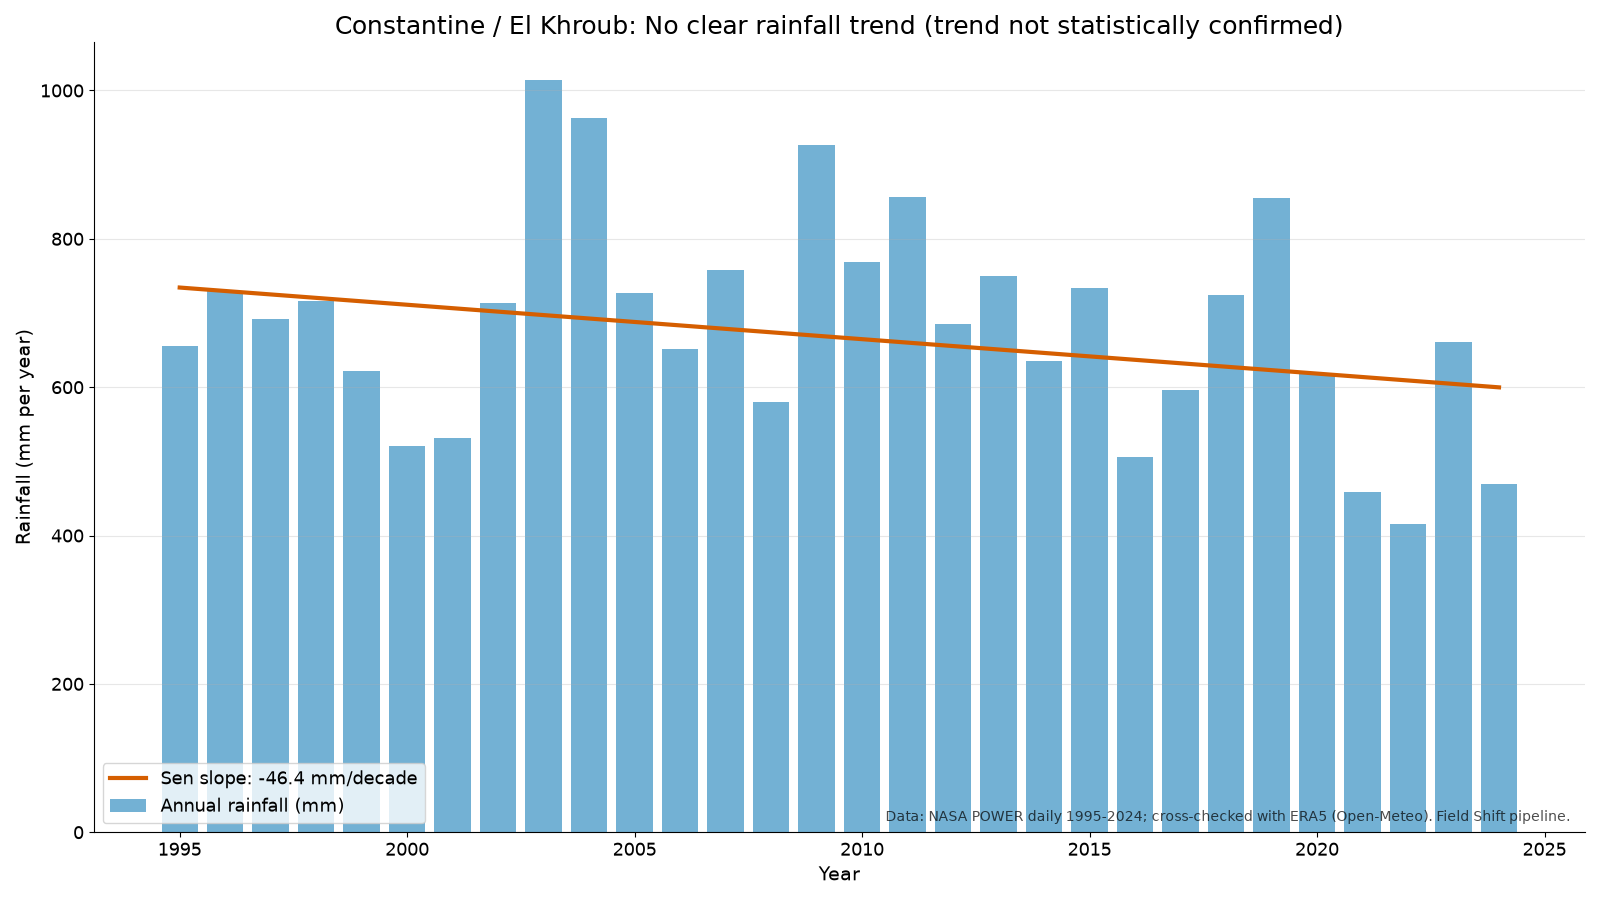 Constantine / El Khroub: No clear rainfall trend (trend not statistically confirmed)
Rainfall (mm per year)
1000
800
600
400
200
0
Sen slope: -46.4 mm/decade
Annual rainfall (mm)
Data: NASA POWER daily 1995-2024; cross-checked with ERA5 (Open-Meteo). Field Shift pipeline.
1995 2000 2005 2010 2015 2020 2025
Year